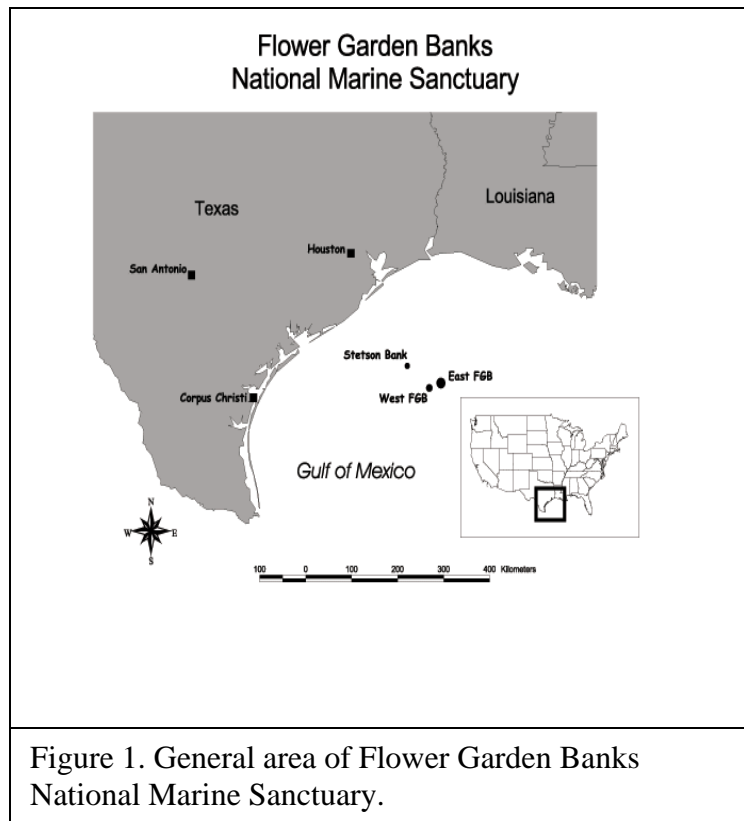 Flower Garden Banks
National Marine Sanctuary
Texas
Louisiana
Houston
San Antonio
Stetson Bank
East FGB
West FGB
Corpus Christi
Gulf of Mexico
N
W E
S
100 0 100 200 300 400 Kilometers
Figure 1. General area of Flower Garden Banks
National Marine Sanctuary.